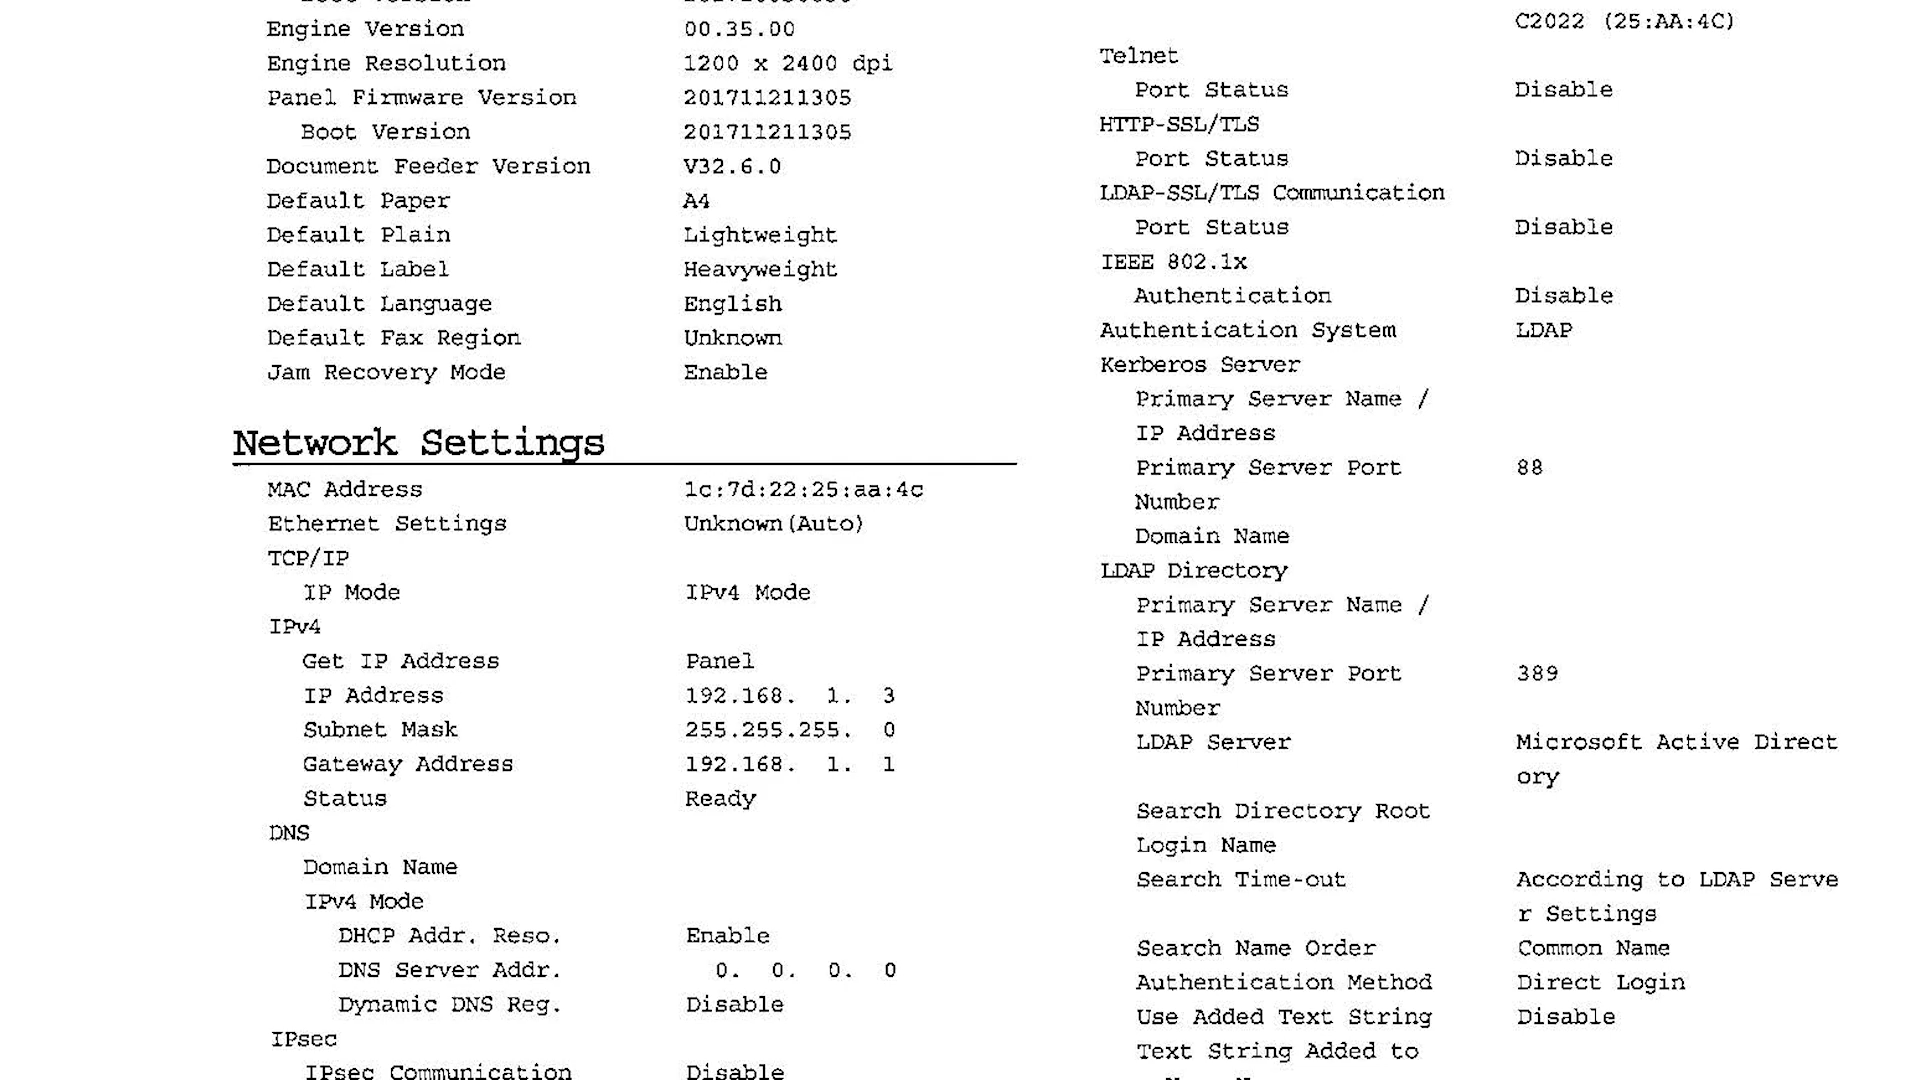 Engine Version 00.35.00
Engine Resolution 1200 x 2400 dpi
Panel Firmware Version 201711211305
Boot Version 201711211305
Document Feeder Version V32.6.0
Default Paper A4
Default Plain Lightweight
Default Label Heavyweight
Default Language English
Default Fax Region Unknown
Jam Recovery Mode Enable
Network Settings
MAC Address 1c:7d:22:25:aa:4c
Ethernet Settings Unknown(Auto)
TCP/IP
IP Mode IPv4 Mode
IPv4
Get IP Address Panel
IP Address 192.168. 1. 3
Subnet Mask 255.255.255. 0
Gateway Address 192.168. 1. 1
Status Ready
DNS
Domain Name
IPv4 Mode
DHCP Addr. Reso. Enable
DNS Server Addr. 0. 0. 0. 0
Dynamic DNS Reg. Disable
IPsec
IPsec Communication Disable
C2022 (25:AA:4C)
Telnet
Port Status Disable
HTTP-SSL/TLS
Port Status Disable
LDAP-SSL/TLS Communication
Port Status Disable
IEEE 802.1x
Authentication Disable
Authentication System LDAP
Kerberos Server
Primary Server Name /
IP Address
Primary Server Port 88
Number
Domain Name
LDAP Directory
Primary Server Name /
IP Address
Primary Server Port 389
Number
LDAP Server Microsoft Active Direct
ory
Search Directory Root
Login Name
Search Time-out According to LDAP Serve
r Settings
Search Name Order Common Name
Authentication Method Direct Login
Use Added Text String Disable
Text String Added to